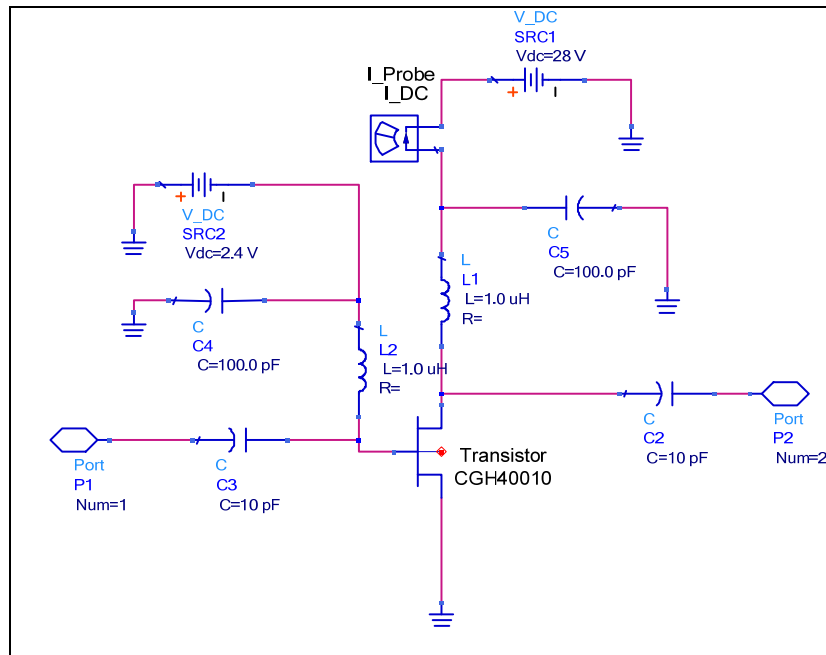 V_DC
SRC1
Vdc=28 V
+
I_Probe
I_DC
+
V_DC
SRC2
Vdc=2.4 V
C
C5
C=100.0 pF
L
L1
L=1.0 uH
R=
C
C4
C=100.0 pF
L
L2
L=1.0 uH
R=
C
C2
C=10 pF
Port
P2
Num=2
Transistor
CGH40010
Port
P1
Num=1
C
C3
C=10 pF